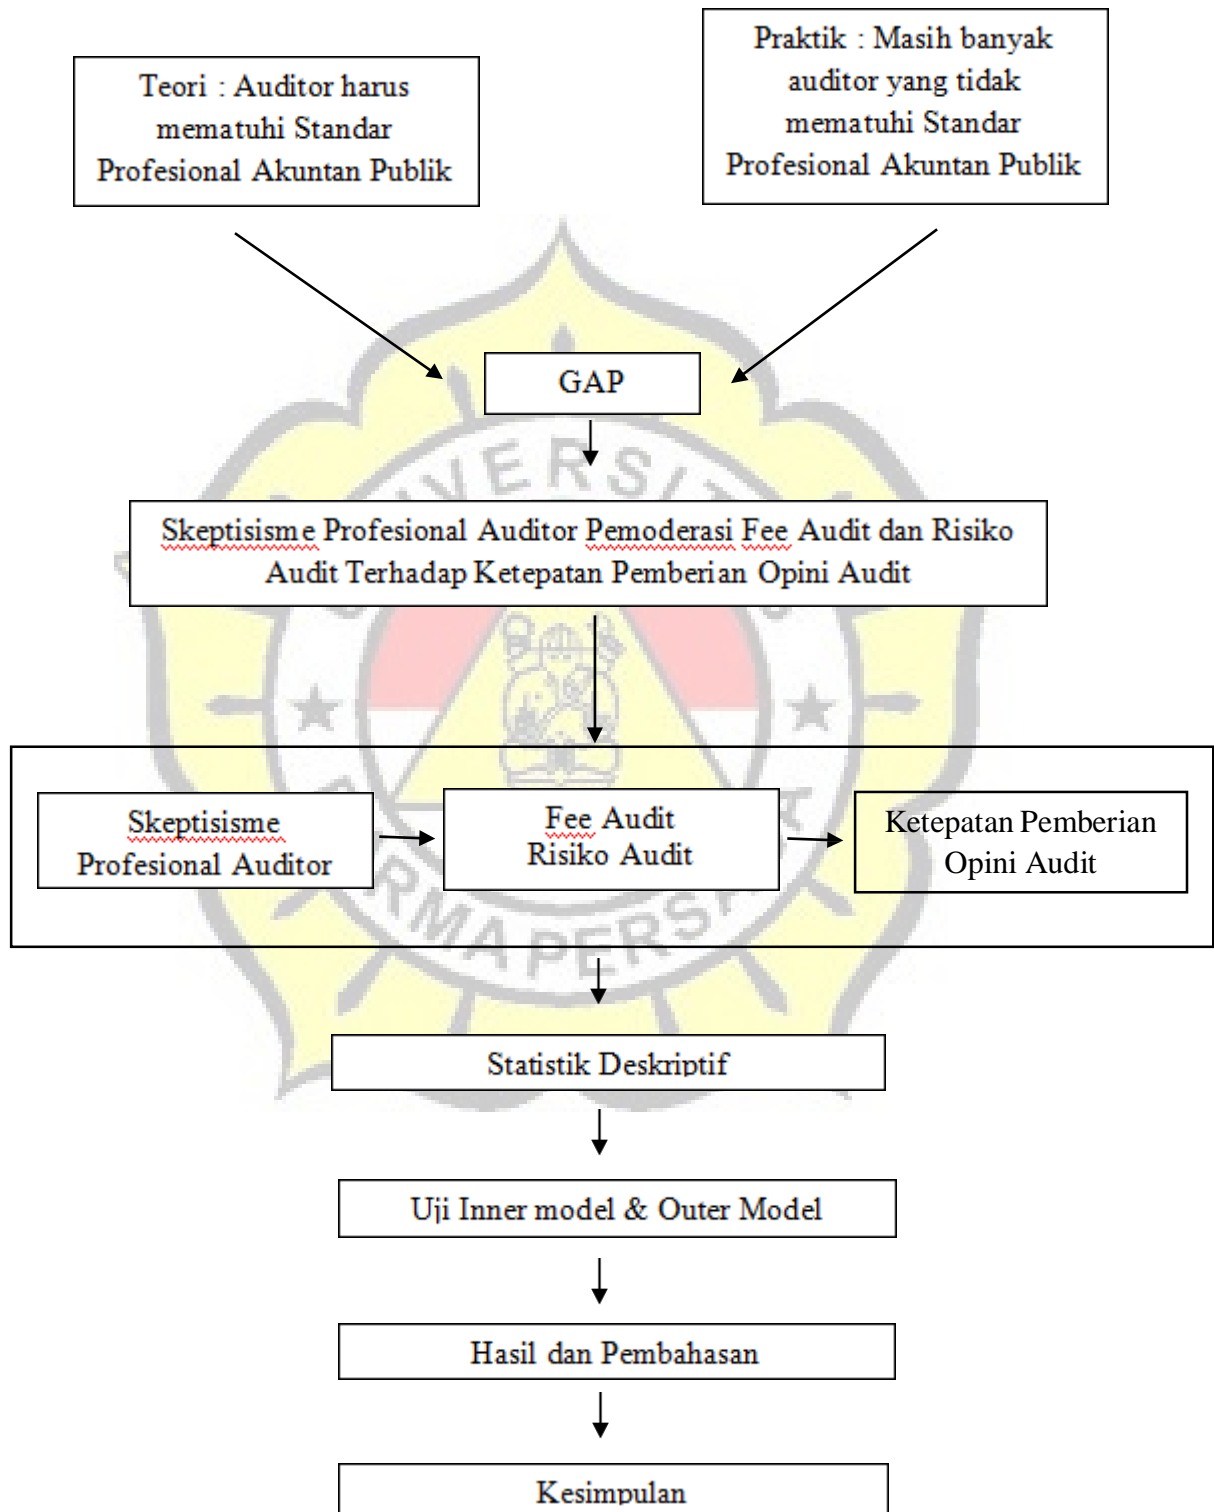 Teori : Auditor harus
mematuhi Standar
Profesional Akuntan Publik
Praktik : Masih banyak
auditor yang tidak
mematuhi Standar
Profesional Akuntan Publik
GAP
Skeptisisme Profesional Auditor Pemoderasi Fee Audit dan Risiko
Audit Terhadap Ketepatan Pemberian Opini Audit
Skeptisisme
Profesional Auditor
Fee Audit
Risiko Audit
Ketepatan Pemberian
Opini Audit
Statistik Deskriptif
Uji Inner model & Outer Model
Hasil dan Pembahasan
Kesimpulan